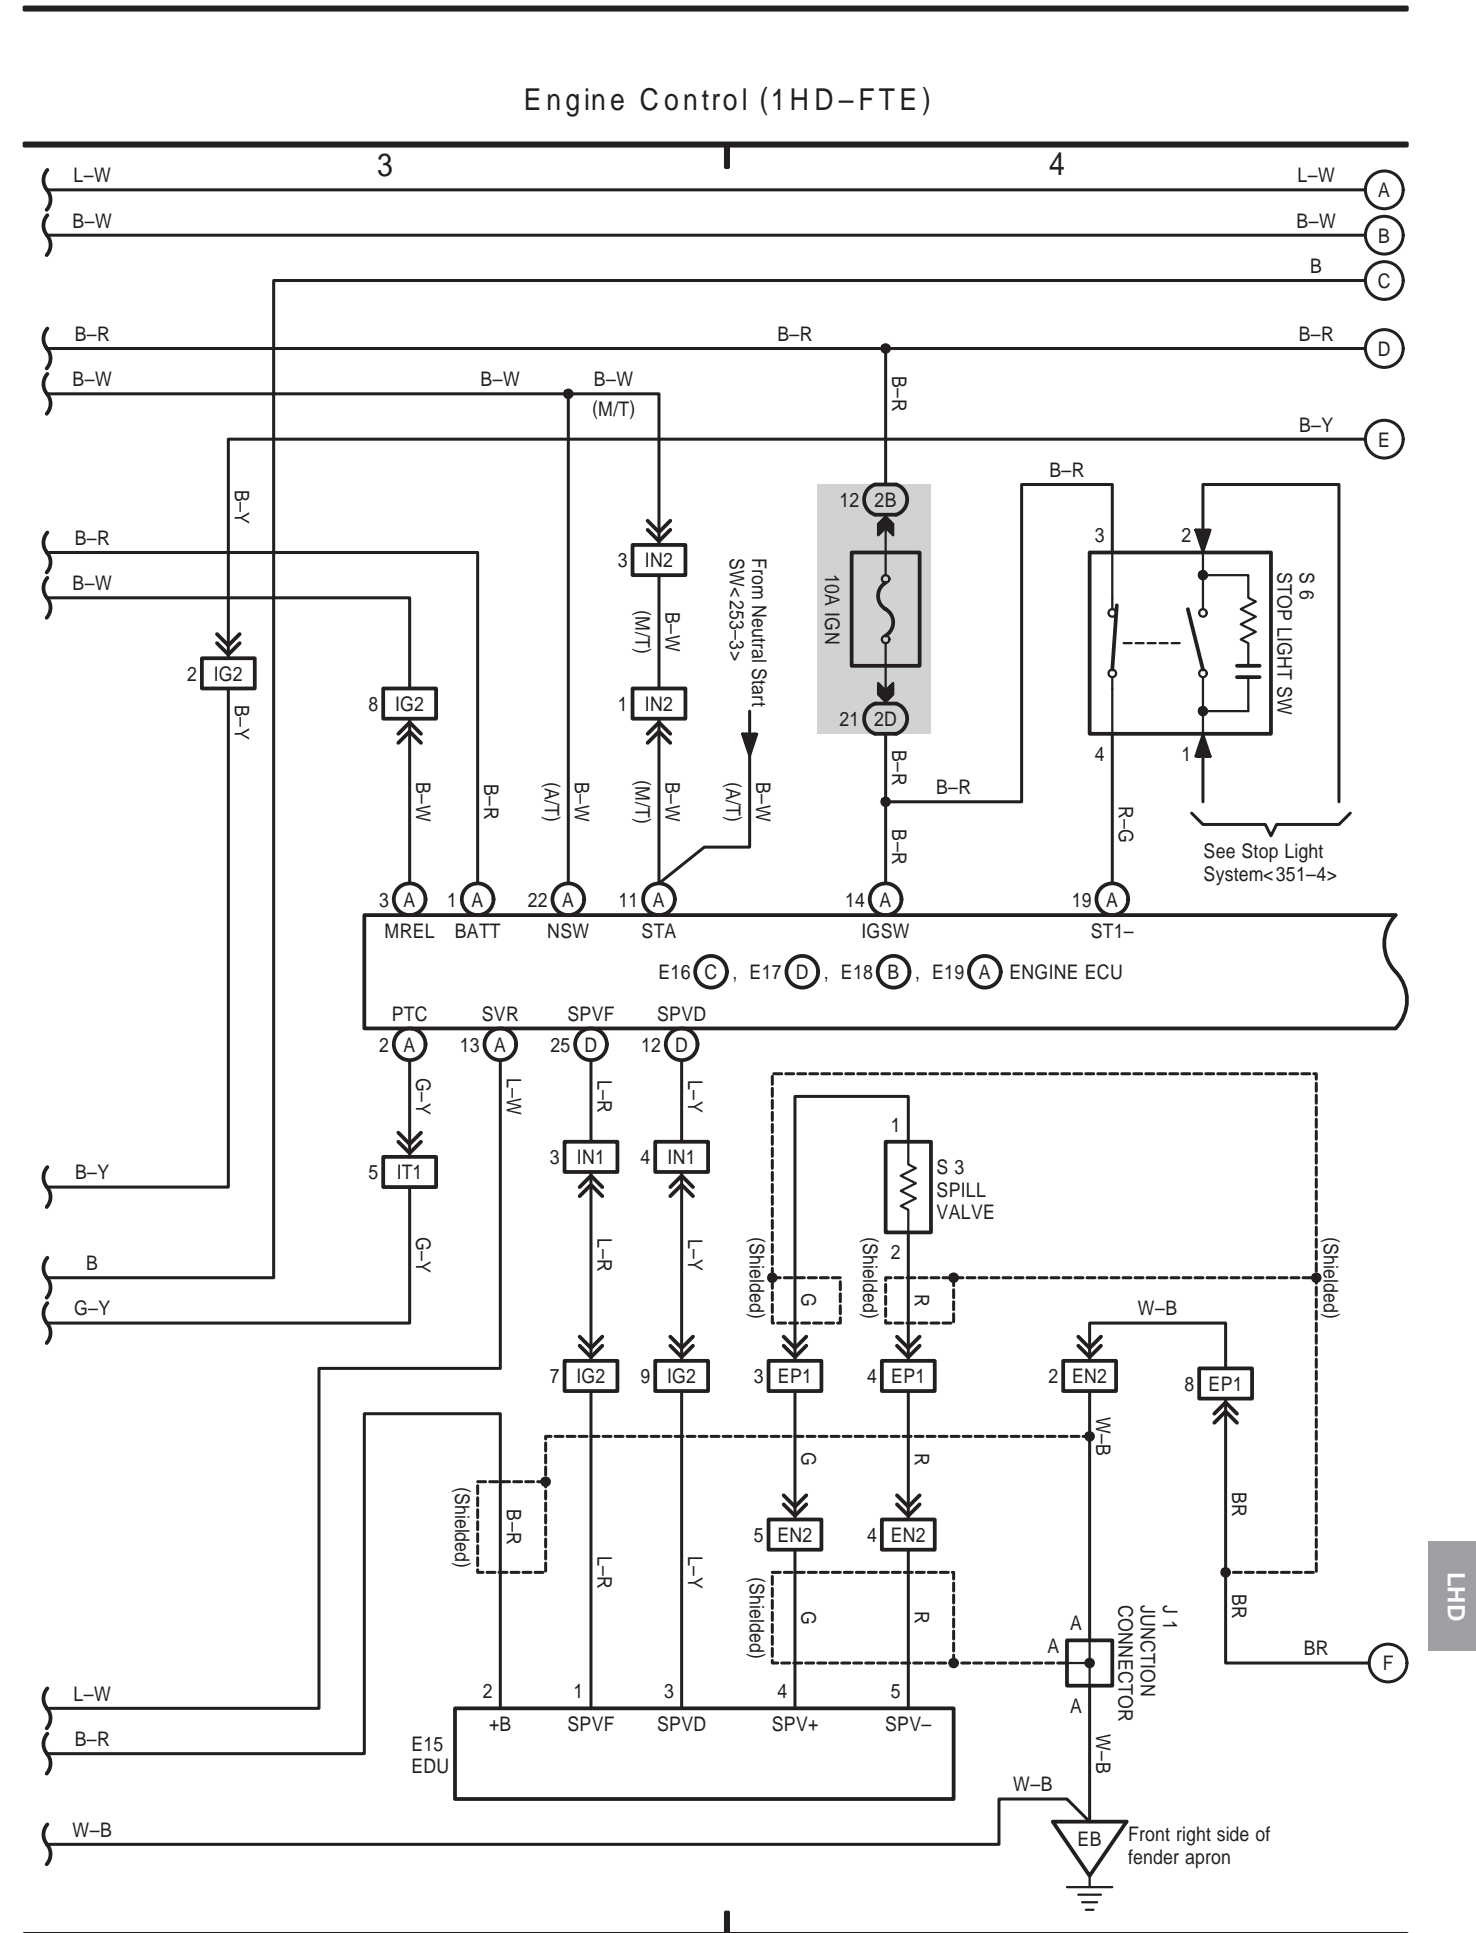 Engine Control (1HD–FTE)
3 4
L–W L–W A
B–W B–W B
B C
B–R B–R B–R D
B–W B–W B–W
(M/T)
B–R
B–Y E
B–R
B–Y
12 2B
B–R
3 2
B–W
3 IN2
10A IGN
S 6
STOP LIGHT SW
From Neutral Start
SW<253–3>
B–W
(M/T)
2 IG2
8 IG2
1 IN2
21 2D
B–Y
4 1
B–W
B–R
B–W
(A/T)
B–W
(M/T)
B–W
(A/T)
B–R
B–R
B–R
R–G
See Stop Light
System<351–4>
3 A 1 A 22 A 11 A 14 A 19 A
MREL BATT NSW STA IGSW ST1–
E16 C , E17 D , E18 B , E19 A ENGINE ECU
PTC SVR SPVF SPVD
2 A 13 A 25 D 12 D
G–Y
L–W
L–R
L–Y
1
3 IN1 4 IN1
B–Y
5 IT1
S 3
SPILL
VALVE
2
G–Y
L–R
L–Y
(Shielded)
(Shielded)
(Shielded)
B
G
R
G–Y
W–B
7 IG2 9 IG2 3 EP1 4 EP1 2 EN2 8 EP1
W–B
G
R
(Shielded)
B–R
BR
5 EN2 4 EN2
L–R
L–Y
(Shielded)
G
R
BR
LHD
J 1
JUNCTION
CONNECTOR
A
A
BR F
L–W
2 1 3 4 5
A
+B SPVF SPVD SPV+ SPV–
B–R
E15
EDU
W–B
W–B
W–B
EB
Front right side of
fender apron